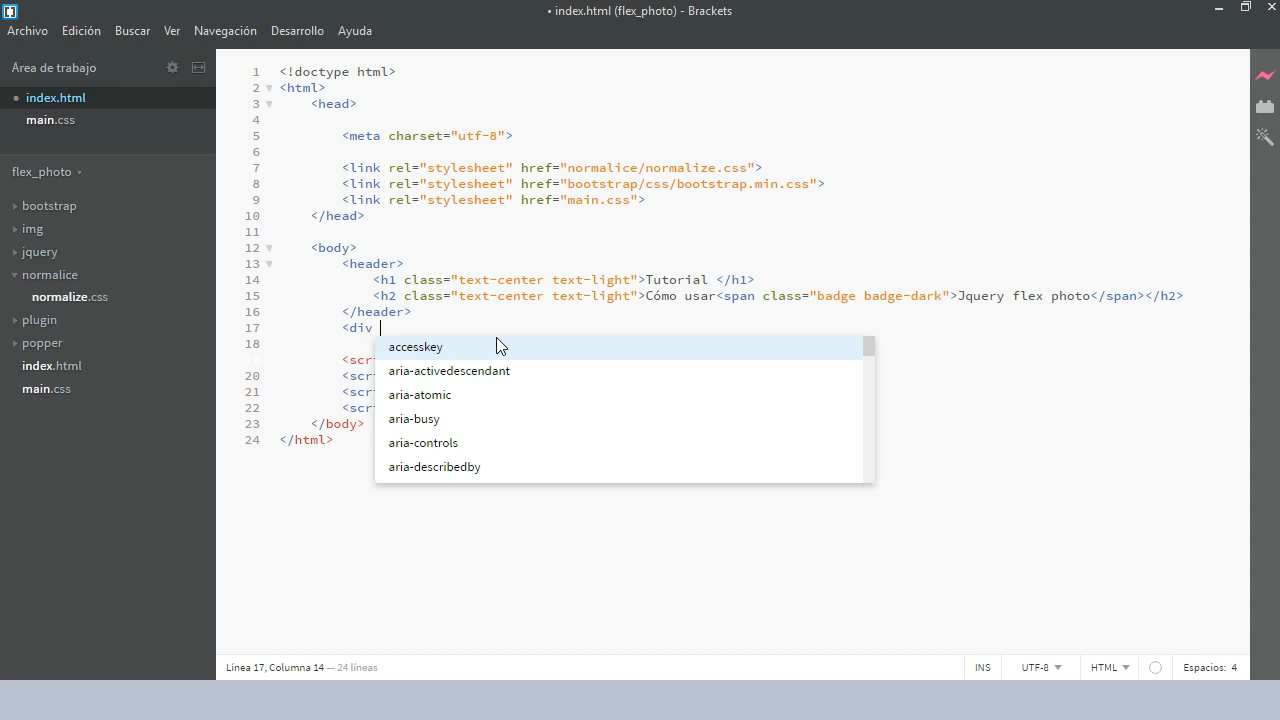 • index.html (flex_photo) - Brackets
Archivo Edición Buscar Ver Navegación Desarrollo Ayuda
Área de trabajo
• index.html
main.css
flex_photo
bootstrap
img
jquery
normalice
normalize.css
plugin
popper
index.html
main.css
1 <!doctype html>
2 <html>
3 <head>
4
5 <meta charset="utf-8">
6
7 <link rel="stylesheet" href="normalice/normalize.css">
8 <link rel="stylesheet" href="bootstrap/css/bootstrap.min.css">
9 <link rel="stylesheet" href="main.css">
10 </head>
11
12 <body>
13 <header>
14 <h1 class="text-center text-light">Tutorial </h1>
15 <h2 class="text-center text-light">Cómo usar<span class="badge badge-dark">Jquery flex photo</span></h2>
16 </header>
17 <div
18
<scr
20 <scr
21 <scr
22 <scr
23 </body>
24 </html>
accesskey
aria-activedescendant
aria-atomic
aria-busy
aria-controls
aria-describedby
Línea 17, Columna 14 — 24 líneas
INS UTF-8 HTML Espacios: 4